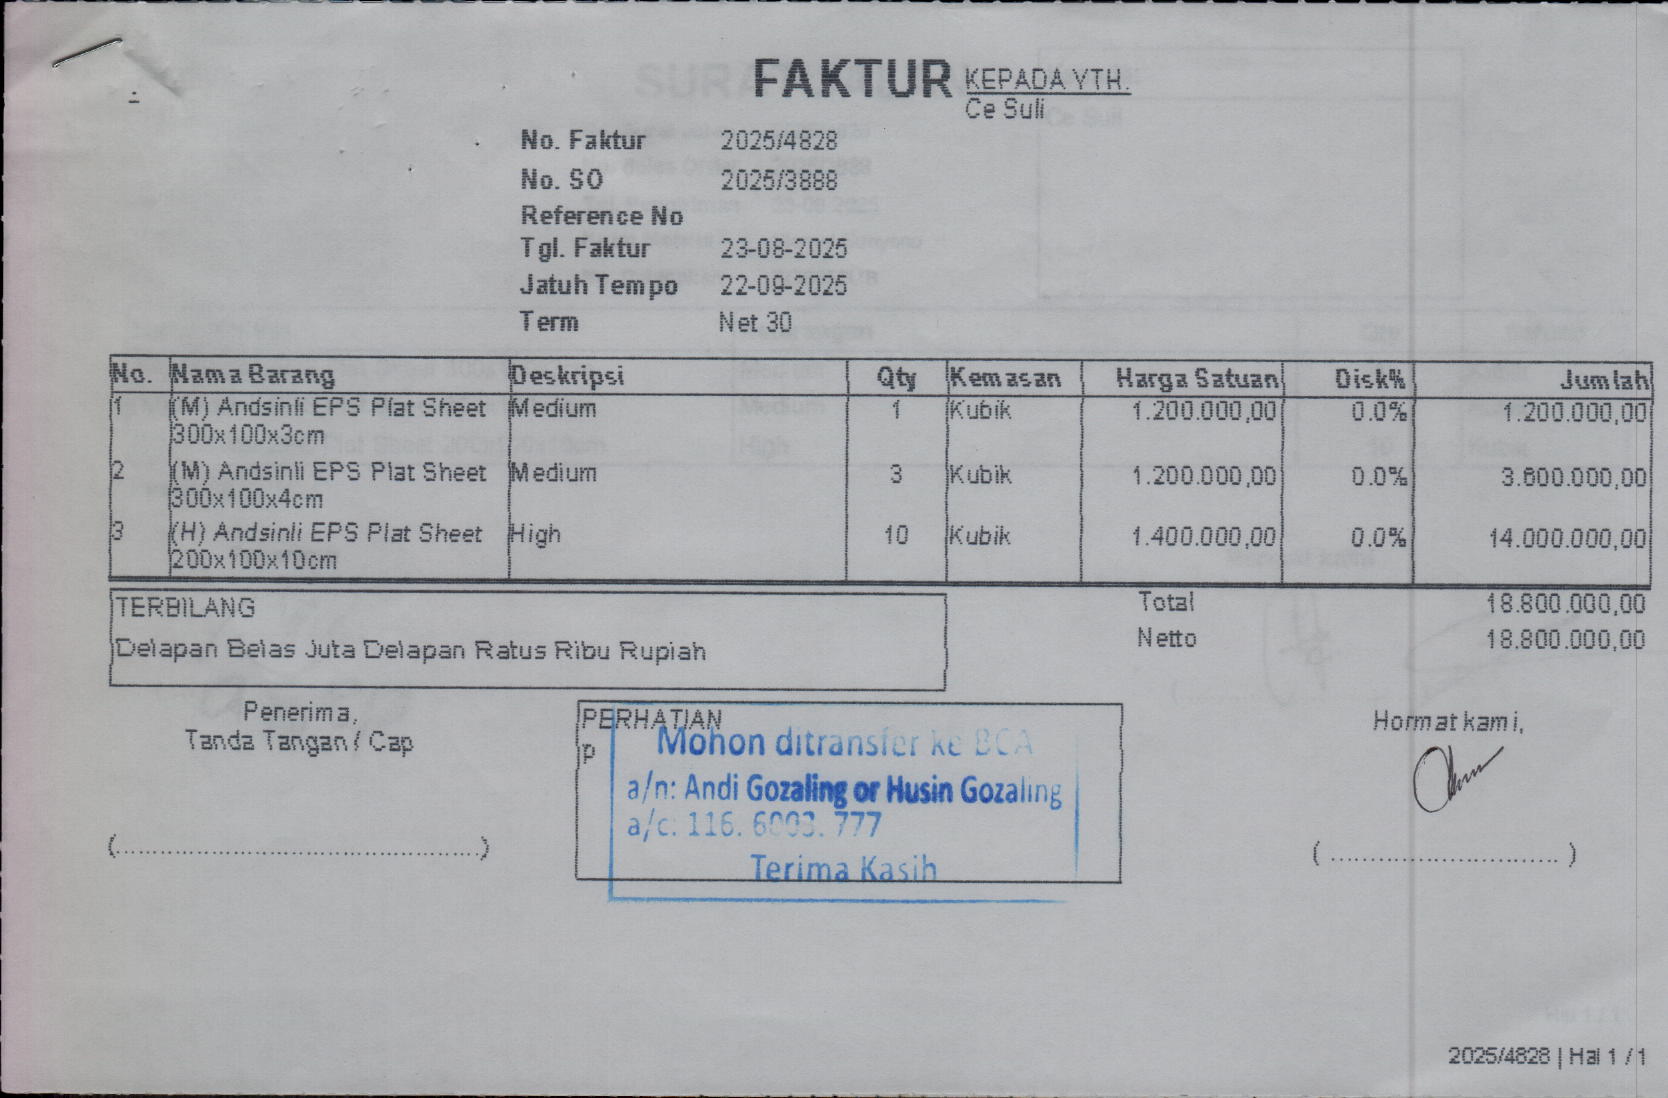 FAKTUR
KEPADA YTH.
Ce Suli
No. Faktur 2025/4828
No. SO 2025/3888
Reference No
Tgl. Faktur 23-08-2025
Jatuh Tempo 22-09-2025
Term Net 30
No. Nama Barang Deskripsi Qty Kemasan Harga Satuan Disk% Jumlah
1 (M) Andsinli EPS Plat Sheet Medium 1 Kubik 1.200.000,00 0.0% 1.200.000,00
300x100x3cm
2 (M) Andsinli EPS Plat Sheet Medium 3 Kubik 1.200.000,00 0.0% 3.600.000,00
300x100x4cm
3 (H) Andsinli EPS Plat Sheet High 10 Kubik 1.400.000,00 0.0% 14.000.000,00
200x100x10cm
TERBILANG
Delapan Belas Juta Delapan Ratus Ribu Rupiah
Total 18.800.000,00
Netto 18.800.000,00
Penerima,
Tanda Tangan / Cap
(..........................................)
PERHATIAN
p
Mohon ditransfer ke BCA
a/n: Andi Gozaling or Husin Gozaling
a/c: 116. 6003. 777
Terima Kasih
Hormat kami,
( ............................ )
2025/4828 | Hal 1 / 1